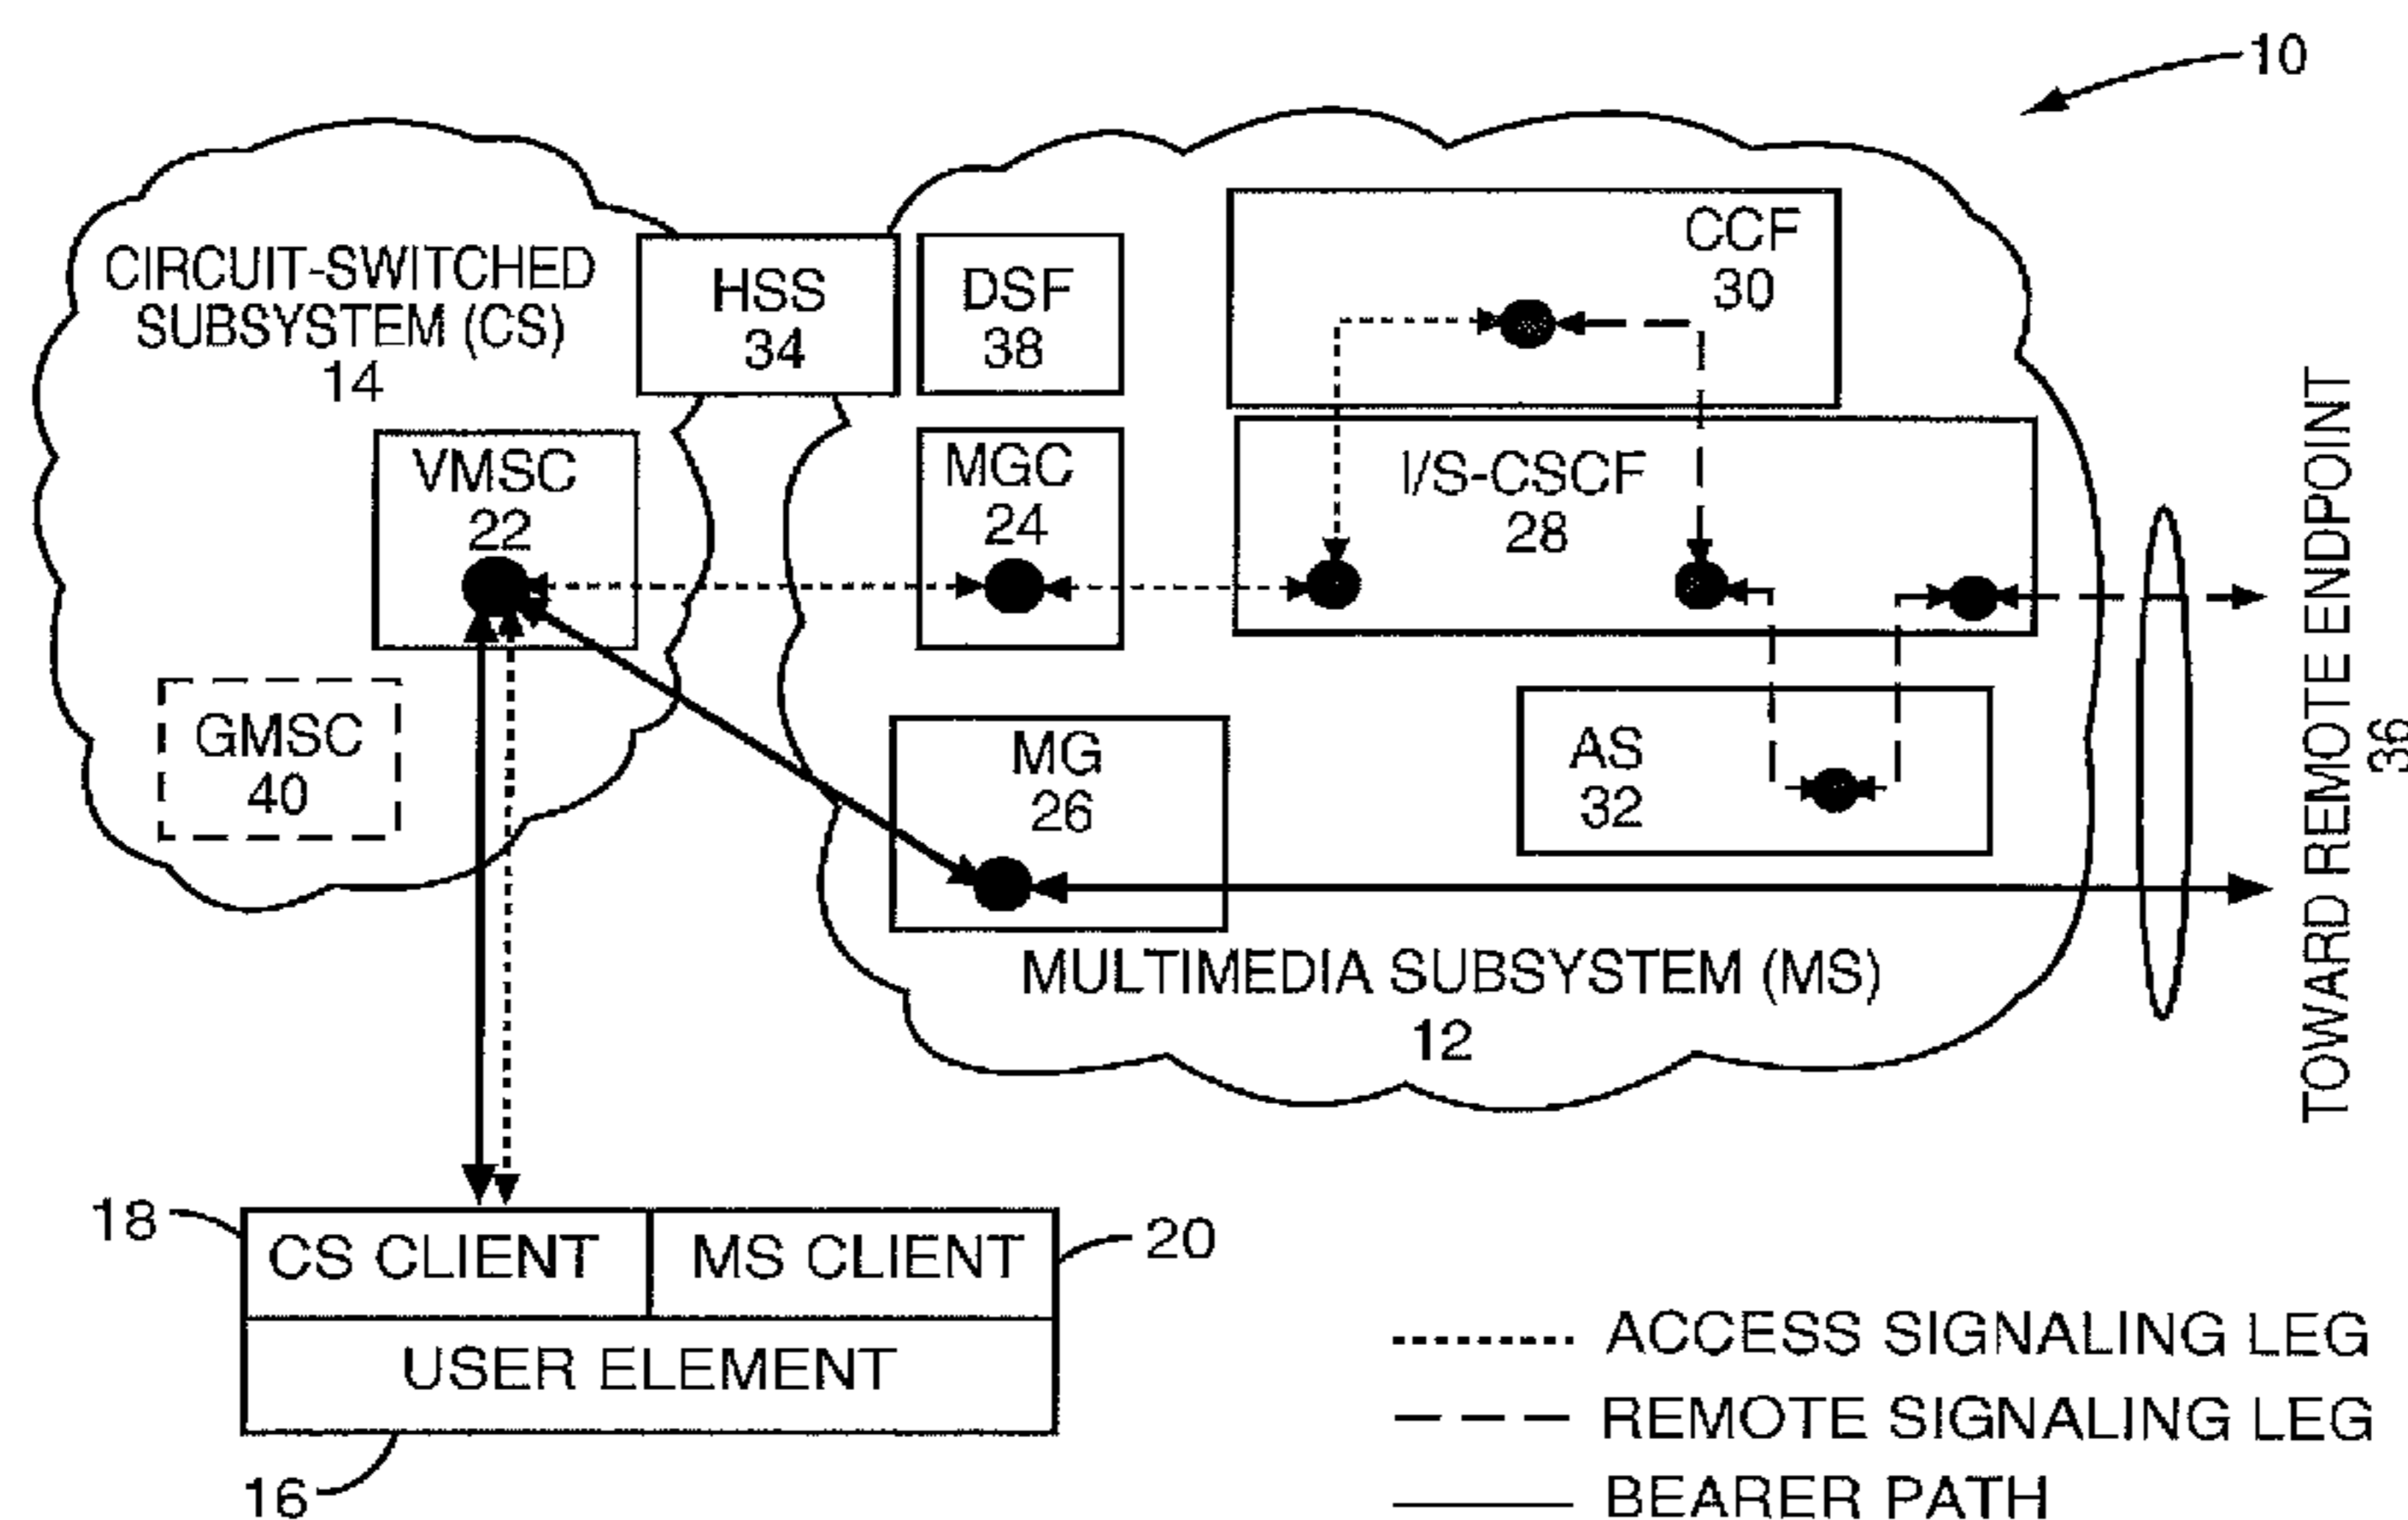 10
CIRCUIT-SWITCHED
SUBSYSTEM (CS)
14
HSS
34
DSF
38
CCF
30
VMSC
22
MGC
24
I/S-CSCF
28
GMSC
40
MG
26
AS
32
MULTIMEDIA SUBSYSTEM (MS)
12
TOWARD REMOTE ENDPOINT
36
18
CS CLIENT
MS CLIENT
20
USER ELEMENT
16
ACCESS SIGNALING LEG
REMOTE SIGNALING LEG
BEARER PATH